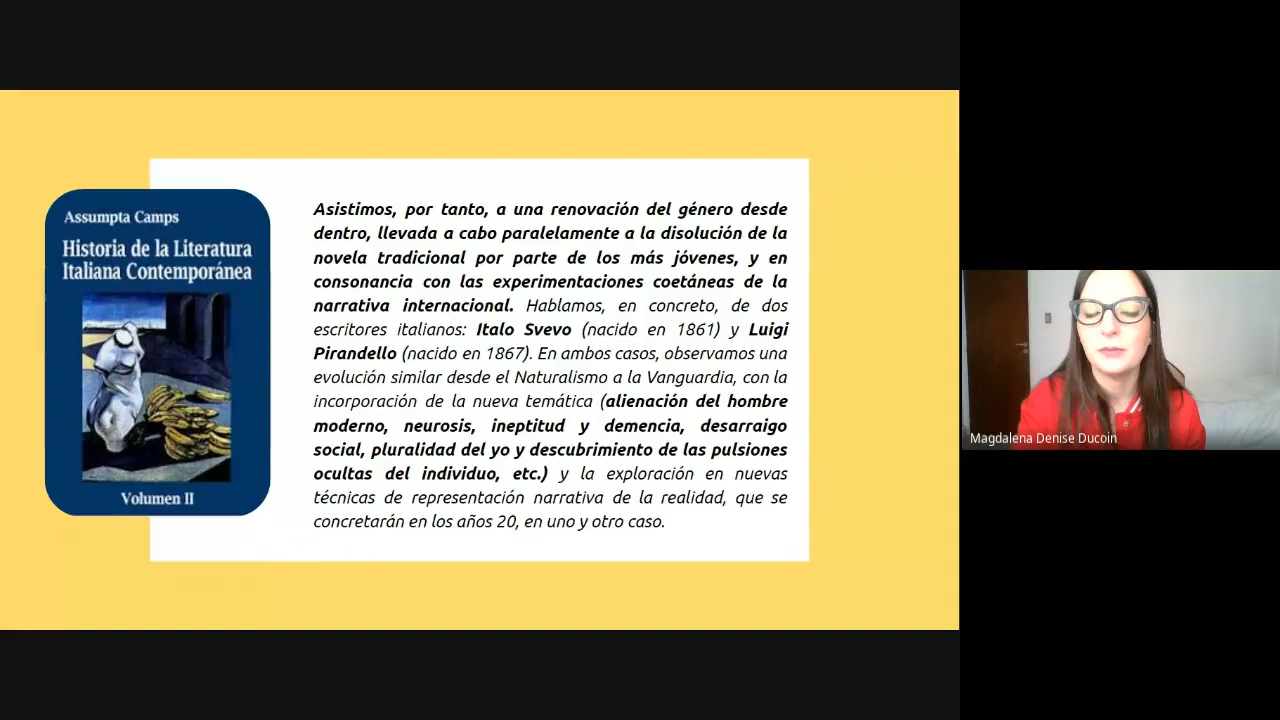 Assumpta Camps
Historia de la Literatura
Italiana Contemporánea
Volumen II
Asistimos, por tanto, a una renovación del género desde
dentro, llevada a cabo paralelamente a la disolución de la
novela tradicional por parte de los más jóvenes, y en
consonancia con las experimentaciones coetáneas de la
narrativa internacional. Hablamos, en concreto, de dos
escritores italianos: Italo Svevo (nacido en 1861) y Luigi
Pirandello (nacido en 1867). En ambos casos, observamos una
evolución similar desde el Naturalismo a la Vanguardia, con la
incorporación de la nueva temática (alienación del hombre
moderno, neurosis, ineptitud y demencia, desarraigo
social, pluralidad del yo y descubrimiento de las pulsiones
ocultas del individuo, etc.) y la exploración en nuevas
técnicas de representación narrativa de la realidad, que se
concretarán en los años 20, en uno y otro caso.
Magdalena Denise Ducoin